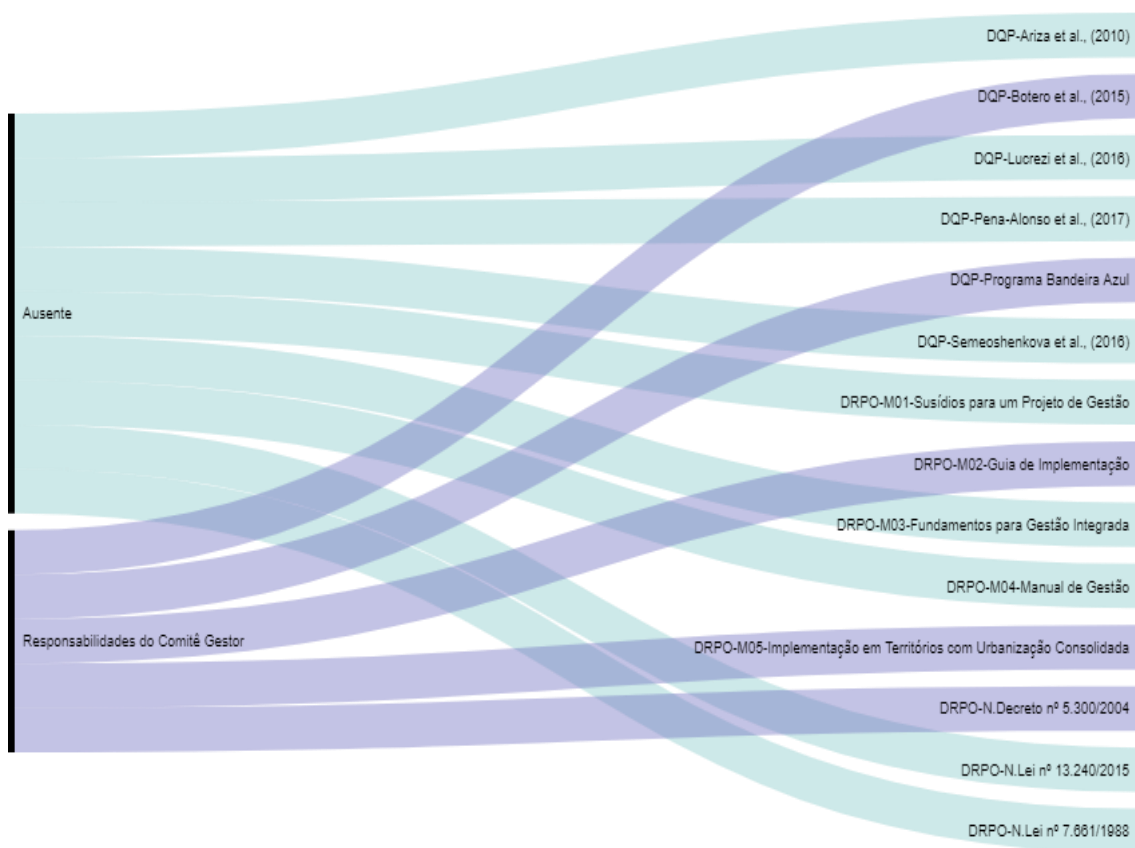 Ausente
Responsabilidades do Comitê Gestor
DQP-Ariza et al., (2010)
DQP-Botero et al., (2015)
DQP-Lucrezi et al., (2016)
DQP-Pena-Alonso et al., (2017)
DQP-Programa Bandeira Azul
DQP-Semeoshenkova et al., (2016)
DRPO-M01-Susídios para um Projeto de Gestão
DRPO-M02-Guia de Implementação
DRPO-M03-Fundamentos para Gestão Integrada
DRPO-M04-Manual de Gestão
DRPO-M05-Implementação em Territórios com Urbanização Consolidada
DRPO-N.Decreto nº 5.300/2004
DRPO-N.Lei nº 13.240/2015
DRPO-N.Lei nº 7.661/1988